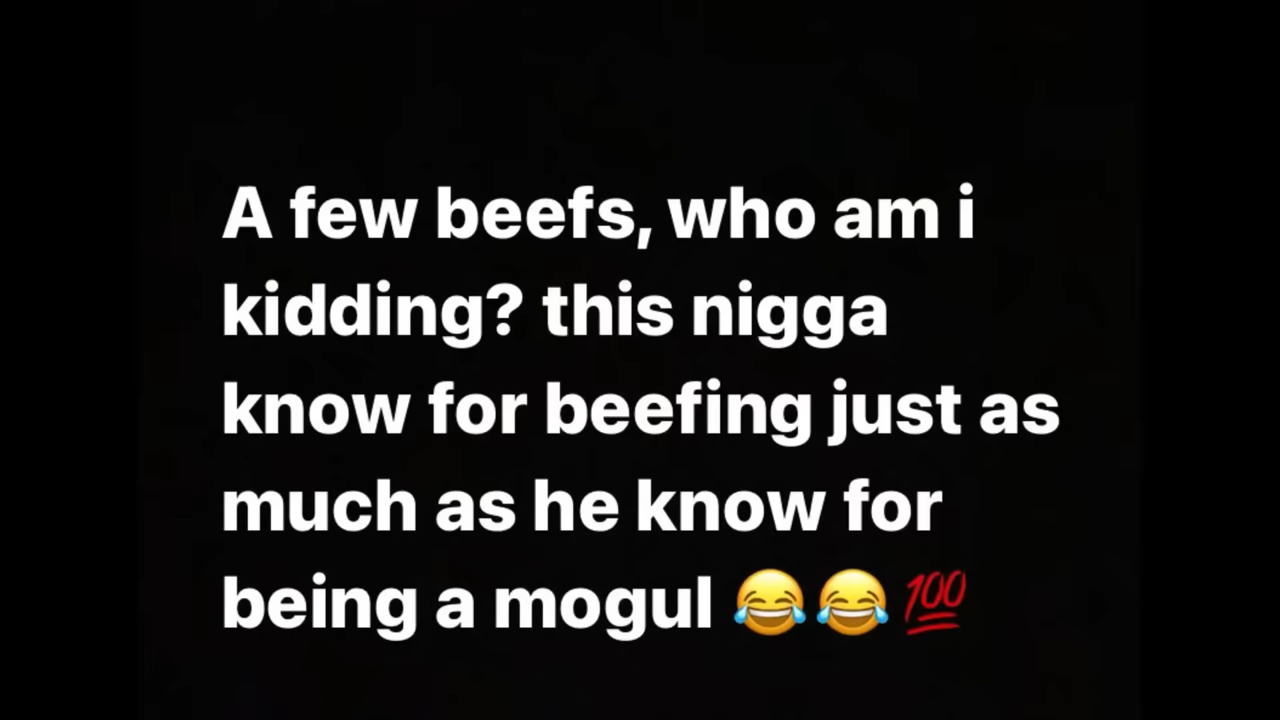 A few beefs, who am i
kidding? this nigga
know for beefing just as
much as he know for
being a mogul 😂😂 💯